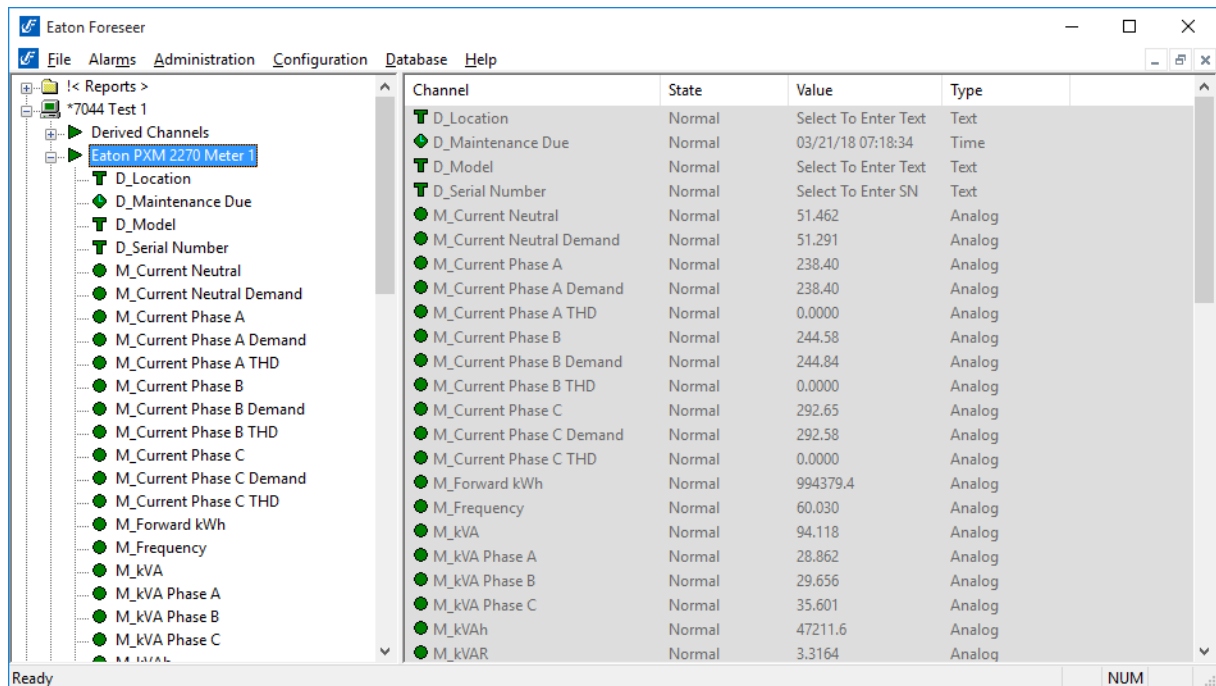 Eaton Foreseer
File Alarms Administration Configuration Database Help
!< Reports >
*7044 Test 1
Derived Channels
Eaton PXM 2270 Meter 1
D_Location
D_Maintenance Due
D_Model
D_Serial Number
M_Current Neutral
M_Current Neutral Demand
M_Current Phase A
M_Current Phase A Demand
M_Current Phase A THD
M_Current Phase B
M_Current Phase B Demand
M_Current Phase B THD
M_Current Phase C
M_Current Phase C Demand
M_Current Phase C THD
M_Forward kWh
M_Frequency
M_kVA
M_kVA Phase A
M_kVA Phase B
M_kVA Phase C
M_kVAh
Channel State Value Type
D_Location Normal Select To Enter Text Text
D_Maintenance Due Normal 03/21/18 07:18:34 Time
D_Model Normal Select To Enter Text Text
D_Serial Number Normal Select To Enter SN Text
M_Current Neutral Normal 51.462 Analog
M_Current Neutral Demand Normal 51.291 Analog
M_Current Phase A Normal 238.40 Analog
M_Current Phase A Demand Normal 238.40 Analog
M_Current Phase A THD Normal 0.0000 Analog
M_Current Phase B Normal 244.58 Analog
M_Current Phase B Demand Normal 244.84 Analog
M_Current Phase B THD Normal 0.0000 Analog
M_Current Phase C Normal 292.65 Analog
M_Current Phase C Demand Normal 292.58 Analog
M_Current Phase C THD Normal 0.0000 Analog
M_Forward kWh Normal 994379.4 Analog
M_Frequency Normal 60.030 Analog
M_kVA Normal 94.118 Analog
M_kVA Phase A Normal 28.862 Analog
M_kVA Phase B Normal 29.656 Analog
M_kVA Phase C Normal 35.601 Analog
M_kVAh Normal 47211.6 Analog
M_kVAR Normal 3.3164 Analog
Ready NUM